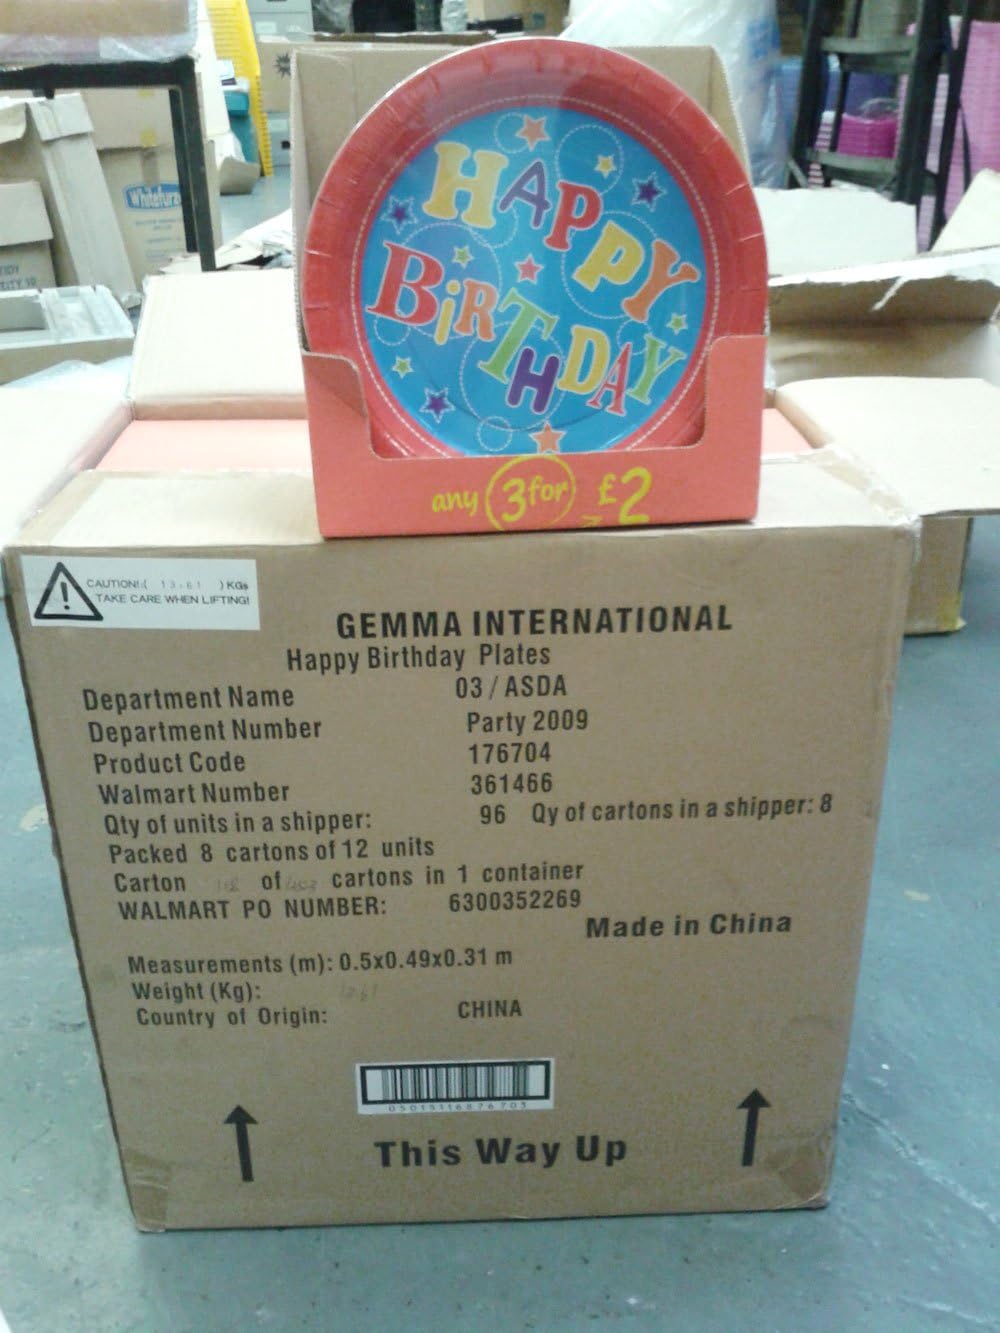 Whitefurze
HAPPY
BiRTHDAY
any 3 for £2
CAUTION!( 13.61 ) KGs
TAKE CARE WHEN LIFTING!
GEMMA INTERNATIONAL
Happy Birthday Plates
Department Name 03/ASDA
Department Number Party 2009
Product Code 176704
Walmart Number 361466
Qty of units in a shipper: 96 Qy of cartons in a shipper: 8
Packed 8 cartons of 12 units
Carton of cartons in 1 container
WALMART PO NUMBER: 6300352269
Made in China
Measurements (m): 0.5x0.49x0.31 m
Weight (Kg):
Country of Origin: CHINA
This Way Up